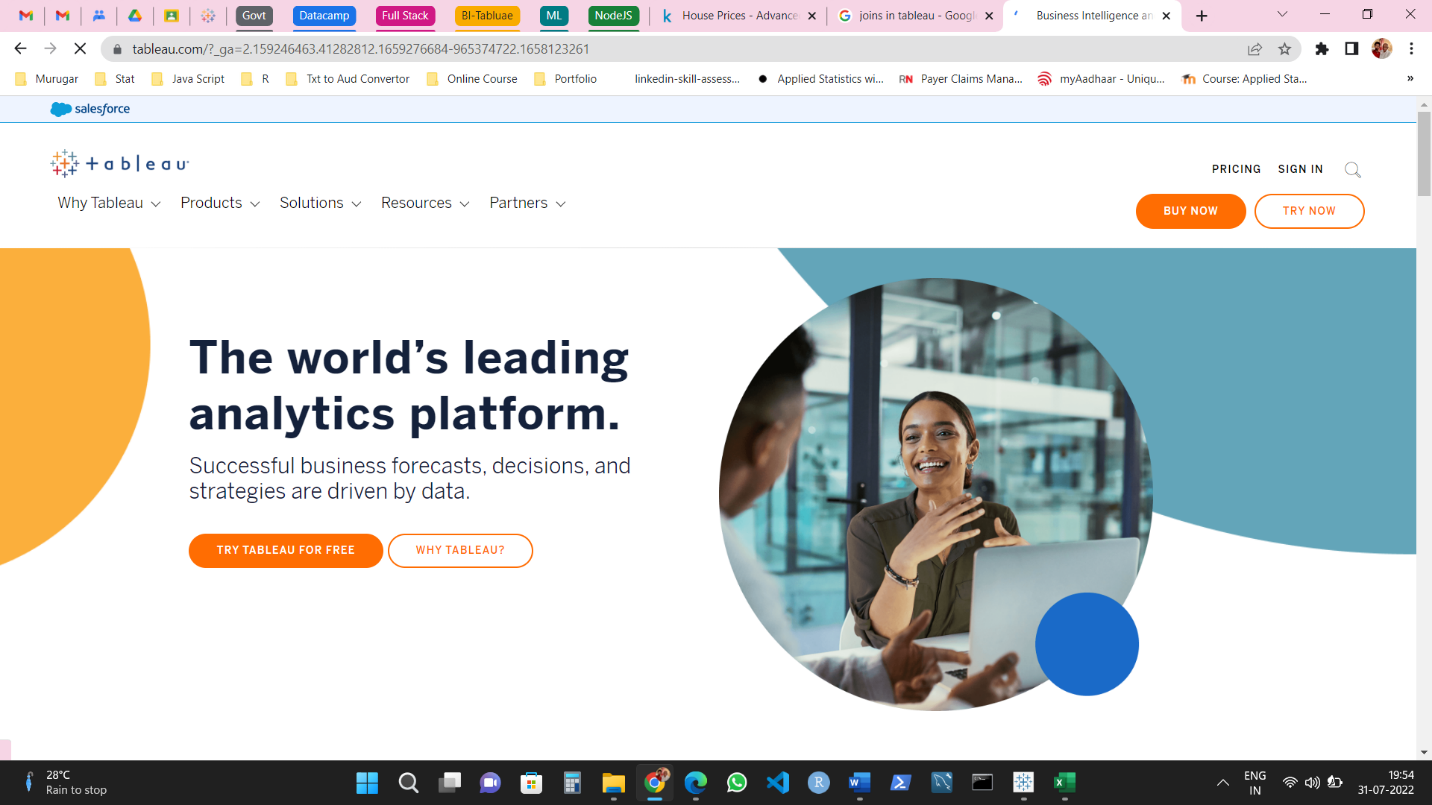 Govt
Datacamp
Full Stack
BI-Tabluae
ML
NodeJS
House Prices - Advance
joins in tableau - Googl
Business Intelligence an
tableau.com/?_ga=2.159246463.41282812.1659276684-965374722.1658123261
Murugar
Stat
Java Script
R
Txt to Aud Convertor
Online Course
Portfolio
linkedin-skill-assess...
Applied Statistics wi...
RN Payer Claims Mana...
myAadhaar - Uniqu...
Course: Applied Sta...
»
salesforce
+ableau
PRICING
SIGN IN
Why Tableau
Products
Solutions
Resources
Partners
BUY NOW
TRY NOW
The world's leading
analytics platform.
Successful business forecasts, decisions, and
strategies are driven by data.
TRY TABLEAU FOR FREE
WHY TABLEAU?
28°C
Rain to stop
ENG
IN
19:54
31-07-2022